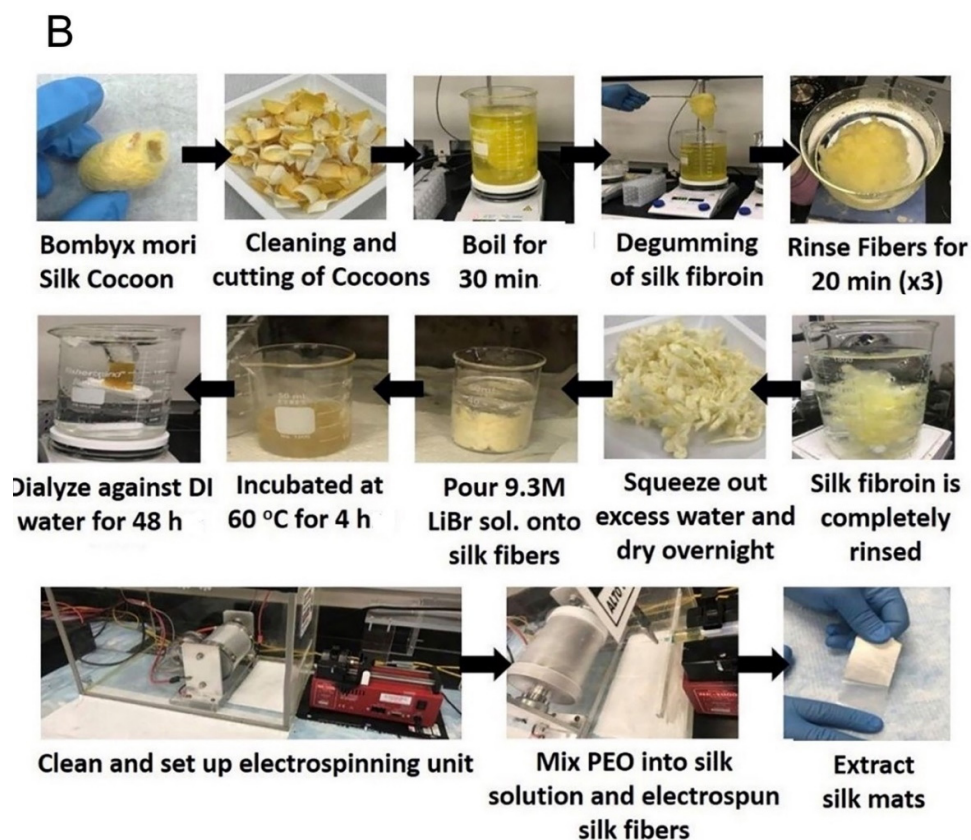 B
Bombyx mori
Silk Cocoon
Cleaning and
cutting of Cocoons
Boil for
30 min
Degumming
of silk fibroin
Rinse Fibers for
20 min (x3)
Dialyze against DI
water for 48 h
Incubated at
60 °C for 4 h
Pour 9.3M
LiBr sol. onto
silk fibers
Squeeze out
excess water and
dry overnight
Silk fibroin is
completely
rinsed
Clean and set up electrospinning unit
Mix PEO into silk
solution and electrospun
silk fibers
Extract
silk mats